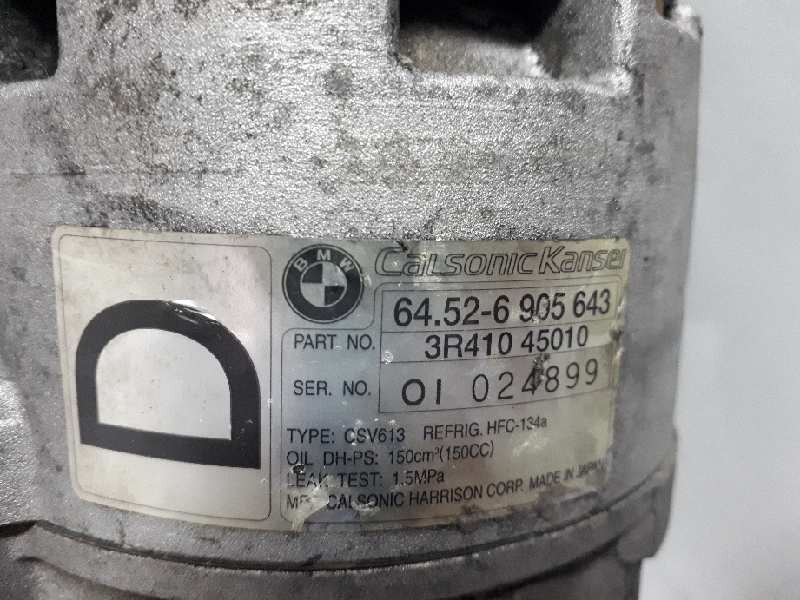 D
BMW
CalsonicKansei
64.52-6 905 643
PART NO. 3R410 45010
SER. NO. OI 024899
TYPE: CSV613 REFRIG. HFC-134a
OIL DH-PS: 150cm³(150CC)
LEAK TEST: 1.5MPa
CALSONIC HARRISON CORP. MADE IN JAPAN